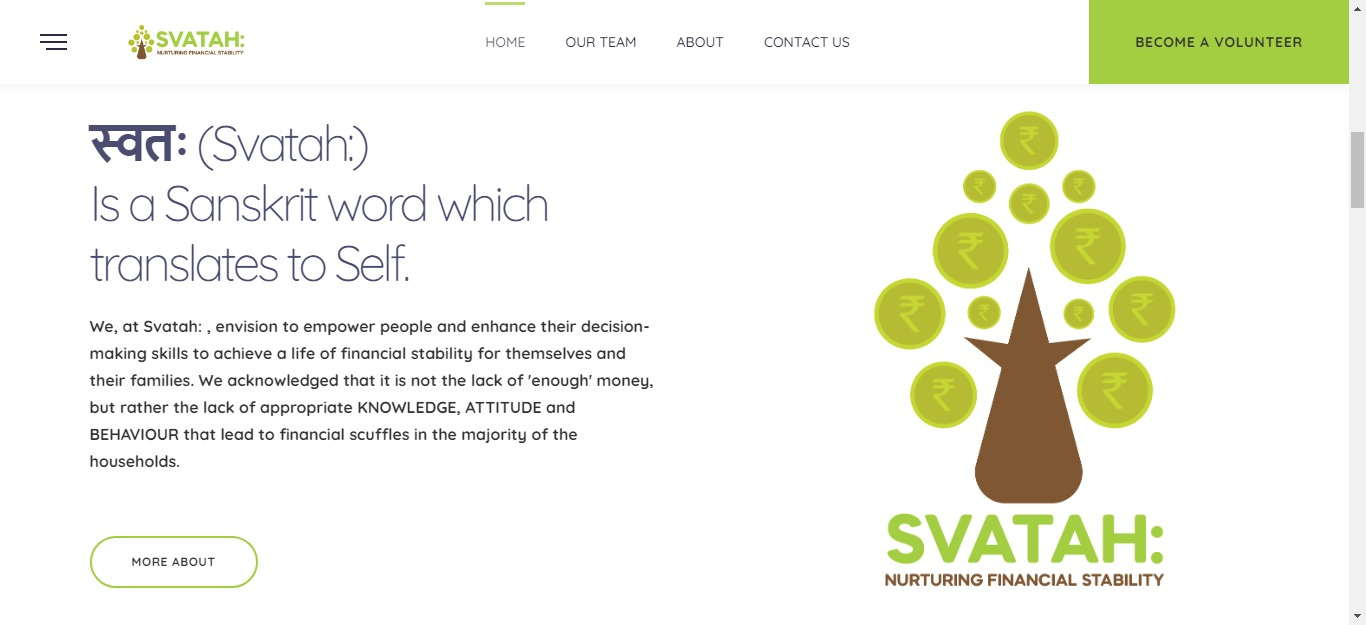 SVATAH:
NURTURING FINANCIAL STABILITY
HOME
OUR TEAM
ABOUT
CONTACT US
BECOME A VOLUNTEER
स्वतः (Svatah:)
Is a Sanskrit word which
translates to Self.
We, at Svatah: , envision to empower people and enhance their decision-
making skills to achieve a life of financial stability for themselves and
their families. We acknowledged that it is not the lack of 'enough' money,
but rather the lack of appropriate KNOWLEDGE, ATTITUDE and
BEHAVIOUR that lead to financial scuffles in the majority of the
households.
MORE ABOUT
₹
₹
₹
₹
₹
₹
₹
₹
₹
₹
₹
₹
SVATAH:
NURTURING FINANCIAL STABILITY